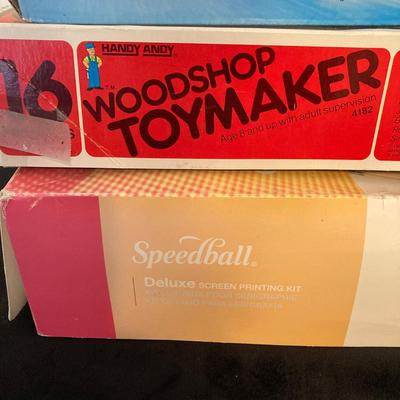 16
HANDY ANDY
T.M.
WOODSHOP
TOYMAKER
Age 8 and up with adult supervision
4182
Speedball®
Deluxe SCREEN PRINTING KIT